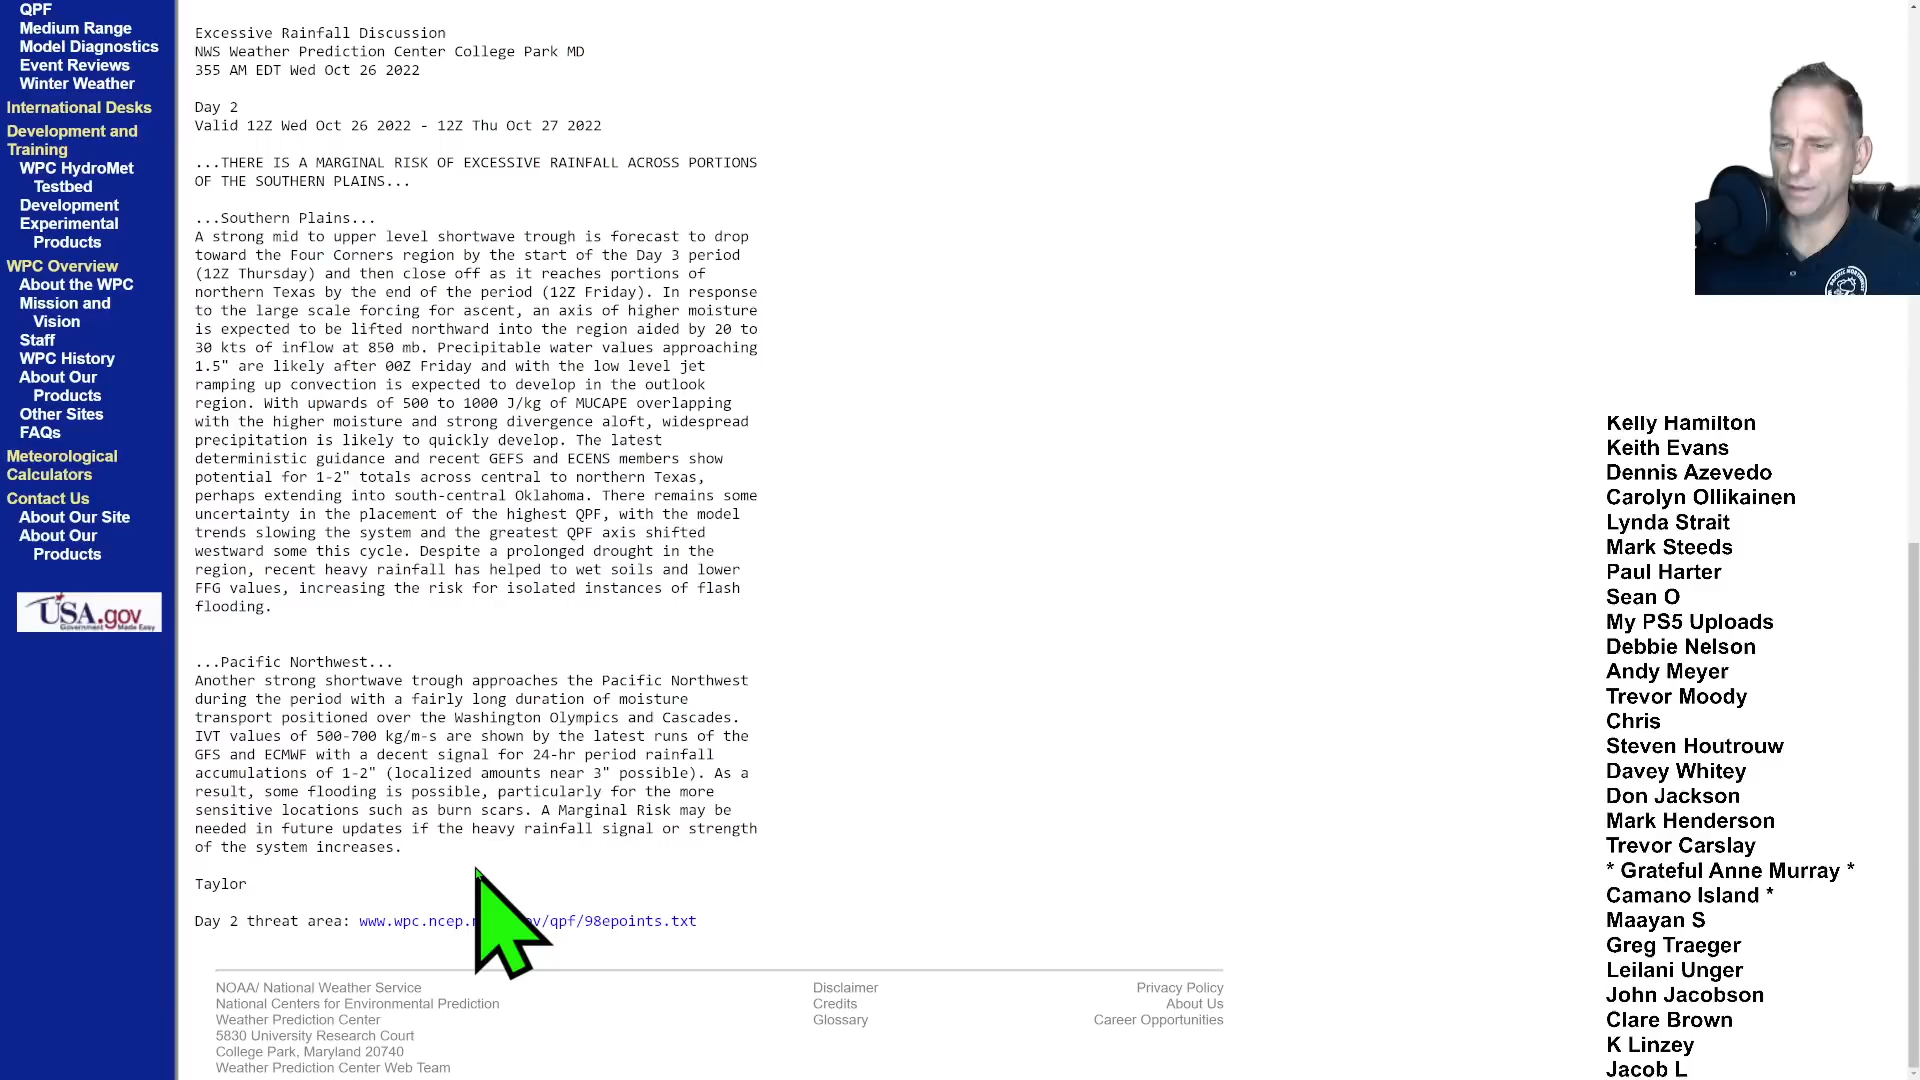 QPF
Medium Range
Model Diagnostics
Event Reviews
Winter Weather
International Desks
Development and
Training
WPC HydroMet
Testbed
Development
Experimental
Products
WPC Overview
About the WPC
Mission and
Vision
Staff
WPC History
About Our
Products
Other Sites
FAQs
Meteorological
Calculators
Contact Us
About Our Site
About Our
Products
USA.gov
Government Made Easy
Excessive Rainfall Discussion
NWS Weather Prediction Center College Park MD
355 AM EDT Wed Oct 26 2022
Day 2
Valid 12Z Wed Oct 26 2022 - 12Z Thu Oct 27 2022
...THERE IS A MARGINAL RISK OF EXCESSIVE RAINFALL ACROSS PORTIONS
OF THE SOUTHERN PLAINS...
...Southern Plains...
A strong mid to upper level shortwave trough is forecast to drop
toward the Four Corners region by the start of the Day 3 period
(12Z Thursday) and then close off as it reaches portions of
northern Texas by the end of the period (12Z Friday). In response
to the large scale forcing for ascent, an axis of higher moisture
is expected to be lifted northward into the region aided by 20 to
30 kts of inflow at 850 mb. Precipitable water values approaching
1.5" are likely after 00Z Friday and with the low level jet
ramping up convection is expected to develop in the outlook
region. With upwards of 500 to 1000 J/kg of MUCAPE overlapping
with the higher moisture and strong divergence aloft, widespread
precipitation is likely to quickly develop. The latest
deterministic guidance and recent GEFS and ECENS members show
potential for 1-2" totals across central to northern Texas,
perhaps extending into south-central Oklahoma. There remains some
uncertainty in the placement of the highest QPF, with the model
trends slowing the system and the greatest QPF axis shifted
westward some this cycle. Despite a prolonged drought in the
region, recent heavy rainfall has helped to wet soils and lower
FFG values, increasing the risk for isolated instances of flash
flooding.
...Pacific Northwest...
Another strong shortwave trough approaches the Pacific Northwest
during the period with a fairly long duration of moisture
transport positioned over the Washington Olympics and Cascades.
IVT values of 500-700 kg/m-s are shown by the latest runs of the
GFS and ECMWF with a decent signal for 24-hr period rainfall
accumulations of 1-2" (localized amounts near 3" possible). As a
result, some flooding is possible, particularly for the more
sensitive locations such as burn scars. A Marginal Risk may be
needed in future updates if the heavy rainfall signal or strength
of the system increases.
Taylor
Day 2 threat area: www.wpc.ncep.n ov/qpf/98epoints.txt
NOAA/ National Weather Service
National Centers for Environmental Prediction
Weather Prediction Center
5830 University Research Court
College Park, Maryland 20740
Weather Prediction Center Web Team
Disclaimer
Credits
Glossary
Privacy Policy
About Us
Career Opportunities
PACIFIC NORTHWEST
Kelly Hamilton
Keith Evans
Dennis Azevedo
Carolyn Ollikainen
Lynda Strait
Mark Steeds
Paul Harter
Sean O
My PS5 Uploads
Debbie Nelson
Andy Meyer
Trevor Moody
Chris
Steven Houtrouw
Davey Whitey
Don Jackson
Mark Henderson
Trevor Carslay
* Grateful Anne Murray *
Camano Island *
Maayan S
Greg Traeger
Leilani Unger
John Jacobson
Clare Brown
K Linzey
Jacob L